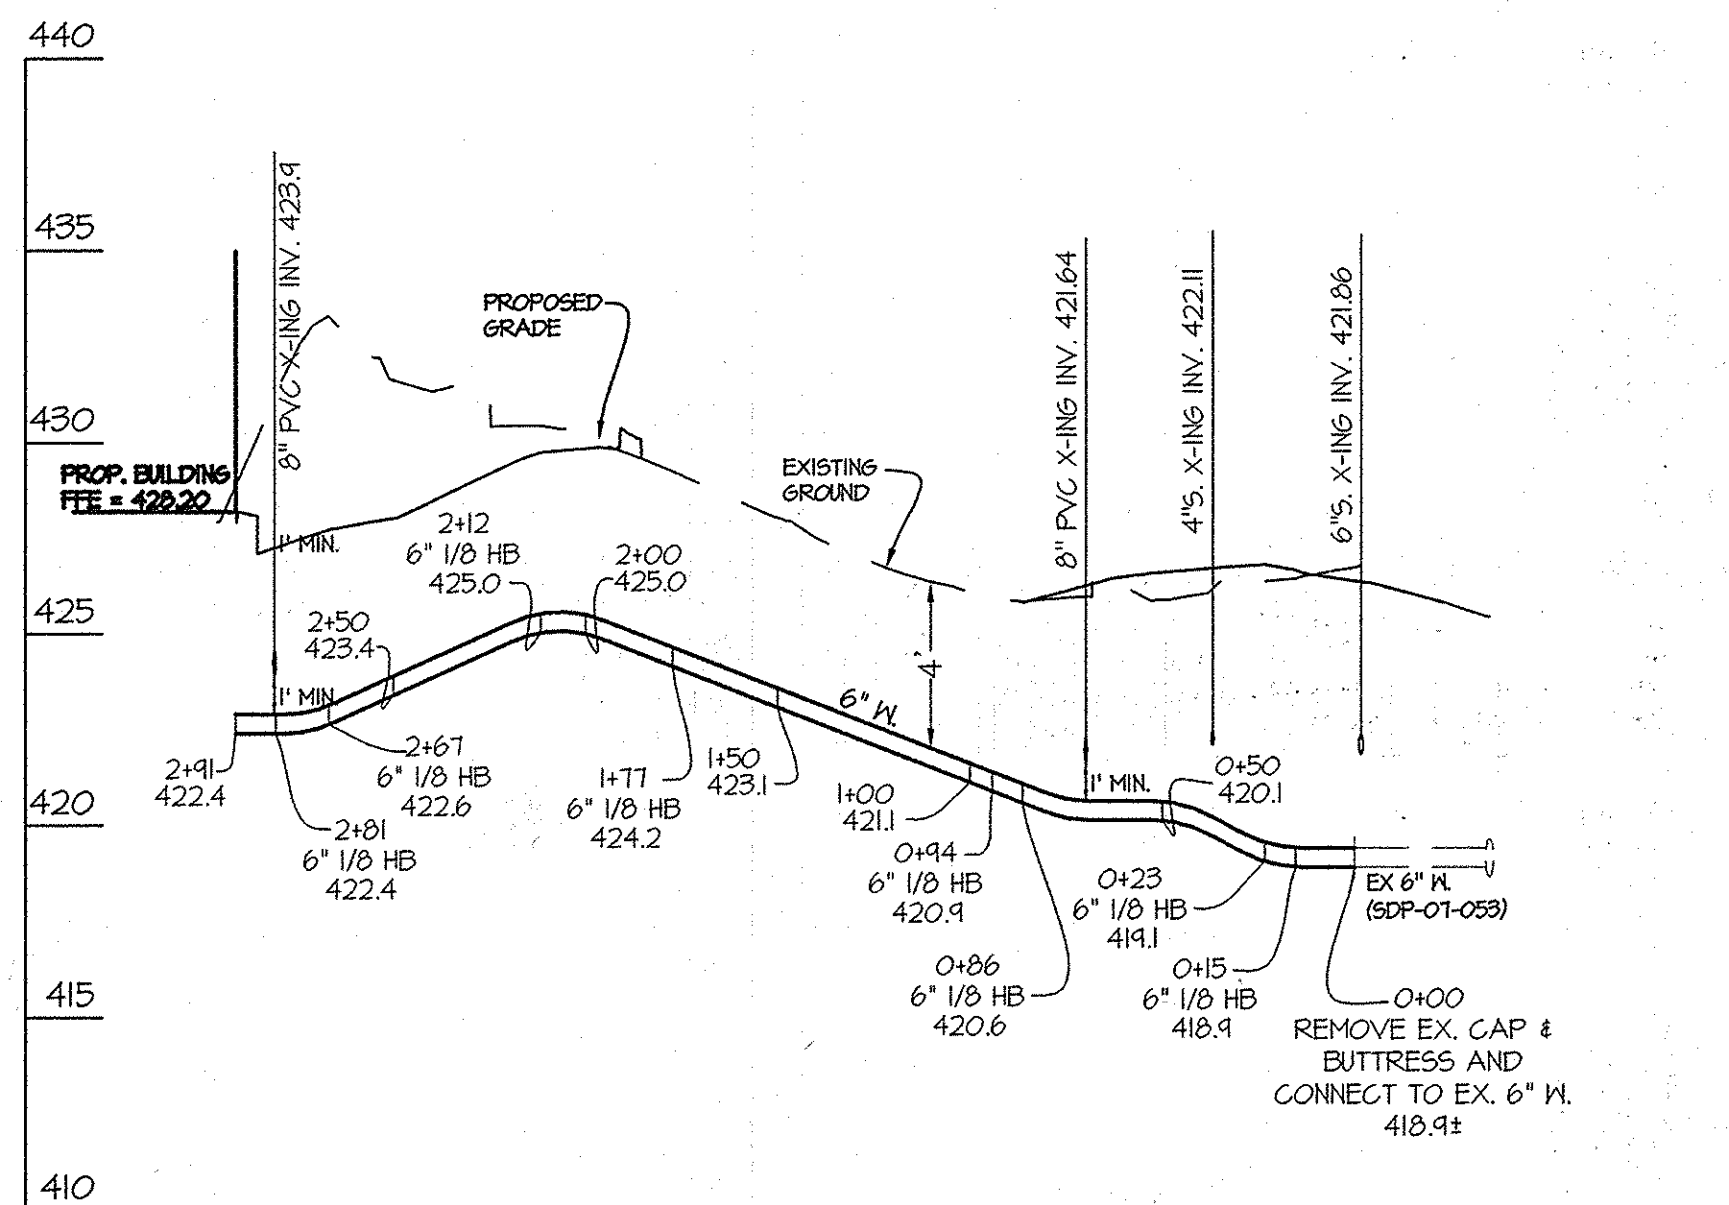 440
435
430
425
420
415
410
8" PVC X-ING INV. 423.9
PROPOSED
GRADE
PROP. BUILDING
FFE = 428.20
1' MIN.
2+12
6" 1/8 HB
425.0
2+00
425.0
EXISTING
GROUND
8" PVC X-ING INV. 421.64
4"S. X-ING INV. 422.11
6"S. X-ING INV. 421.86
2+50
423.4
1' MIN.
4'
6" W.
2+91
422.4
2+67
6" 1/8 HB
422.6
2+81
6" 1/8 HB
422.4
1+77
6" 1/8 HB
424.2
1+50
423.1
1+00
421.1
0+94
6" 1/8 HB
420.9
0+86
6" 1/8 HB
420.6
1' MIN.
0+50
420.1
0+23
6" 1/8 HB
419.1
0+15
6" 1/8 HB
418.9
EX 6" W.
(SDP-07-053)
0+00
REMOVE EX. CAP &
BUTTRESS AND
CONNECT TO EX. 6" W.
418.9±